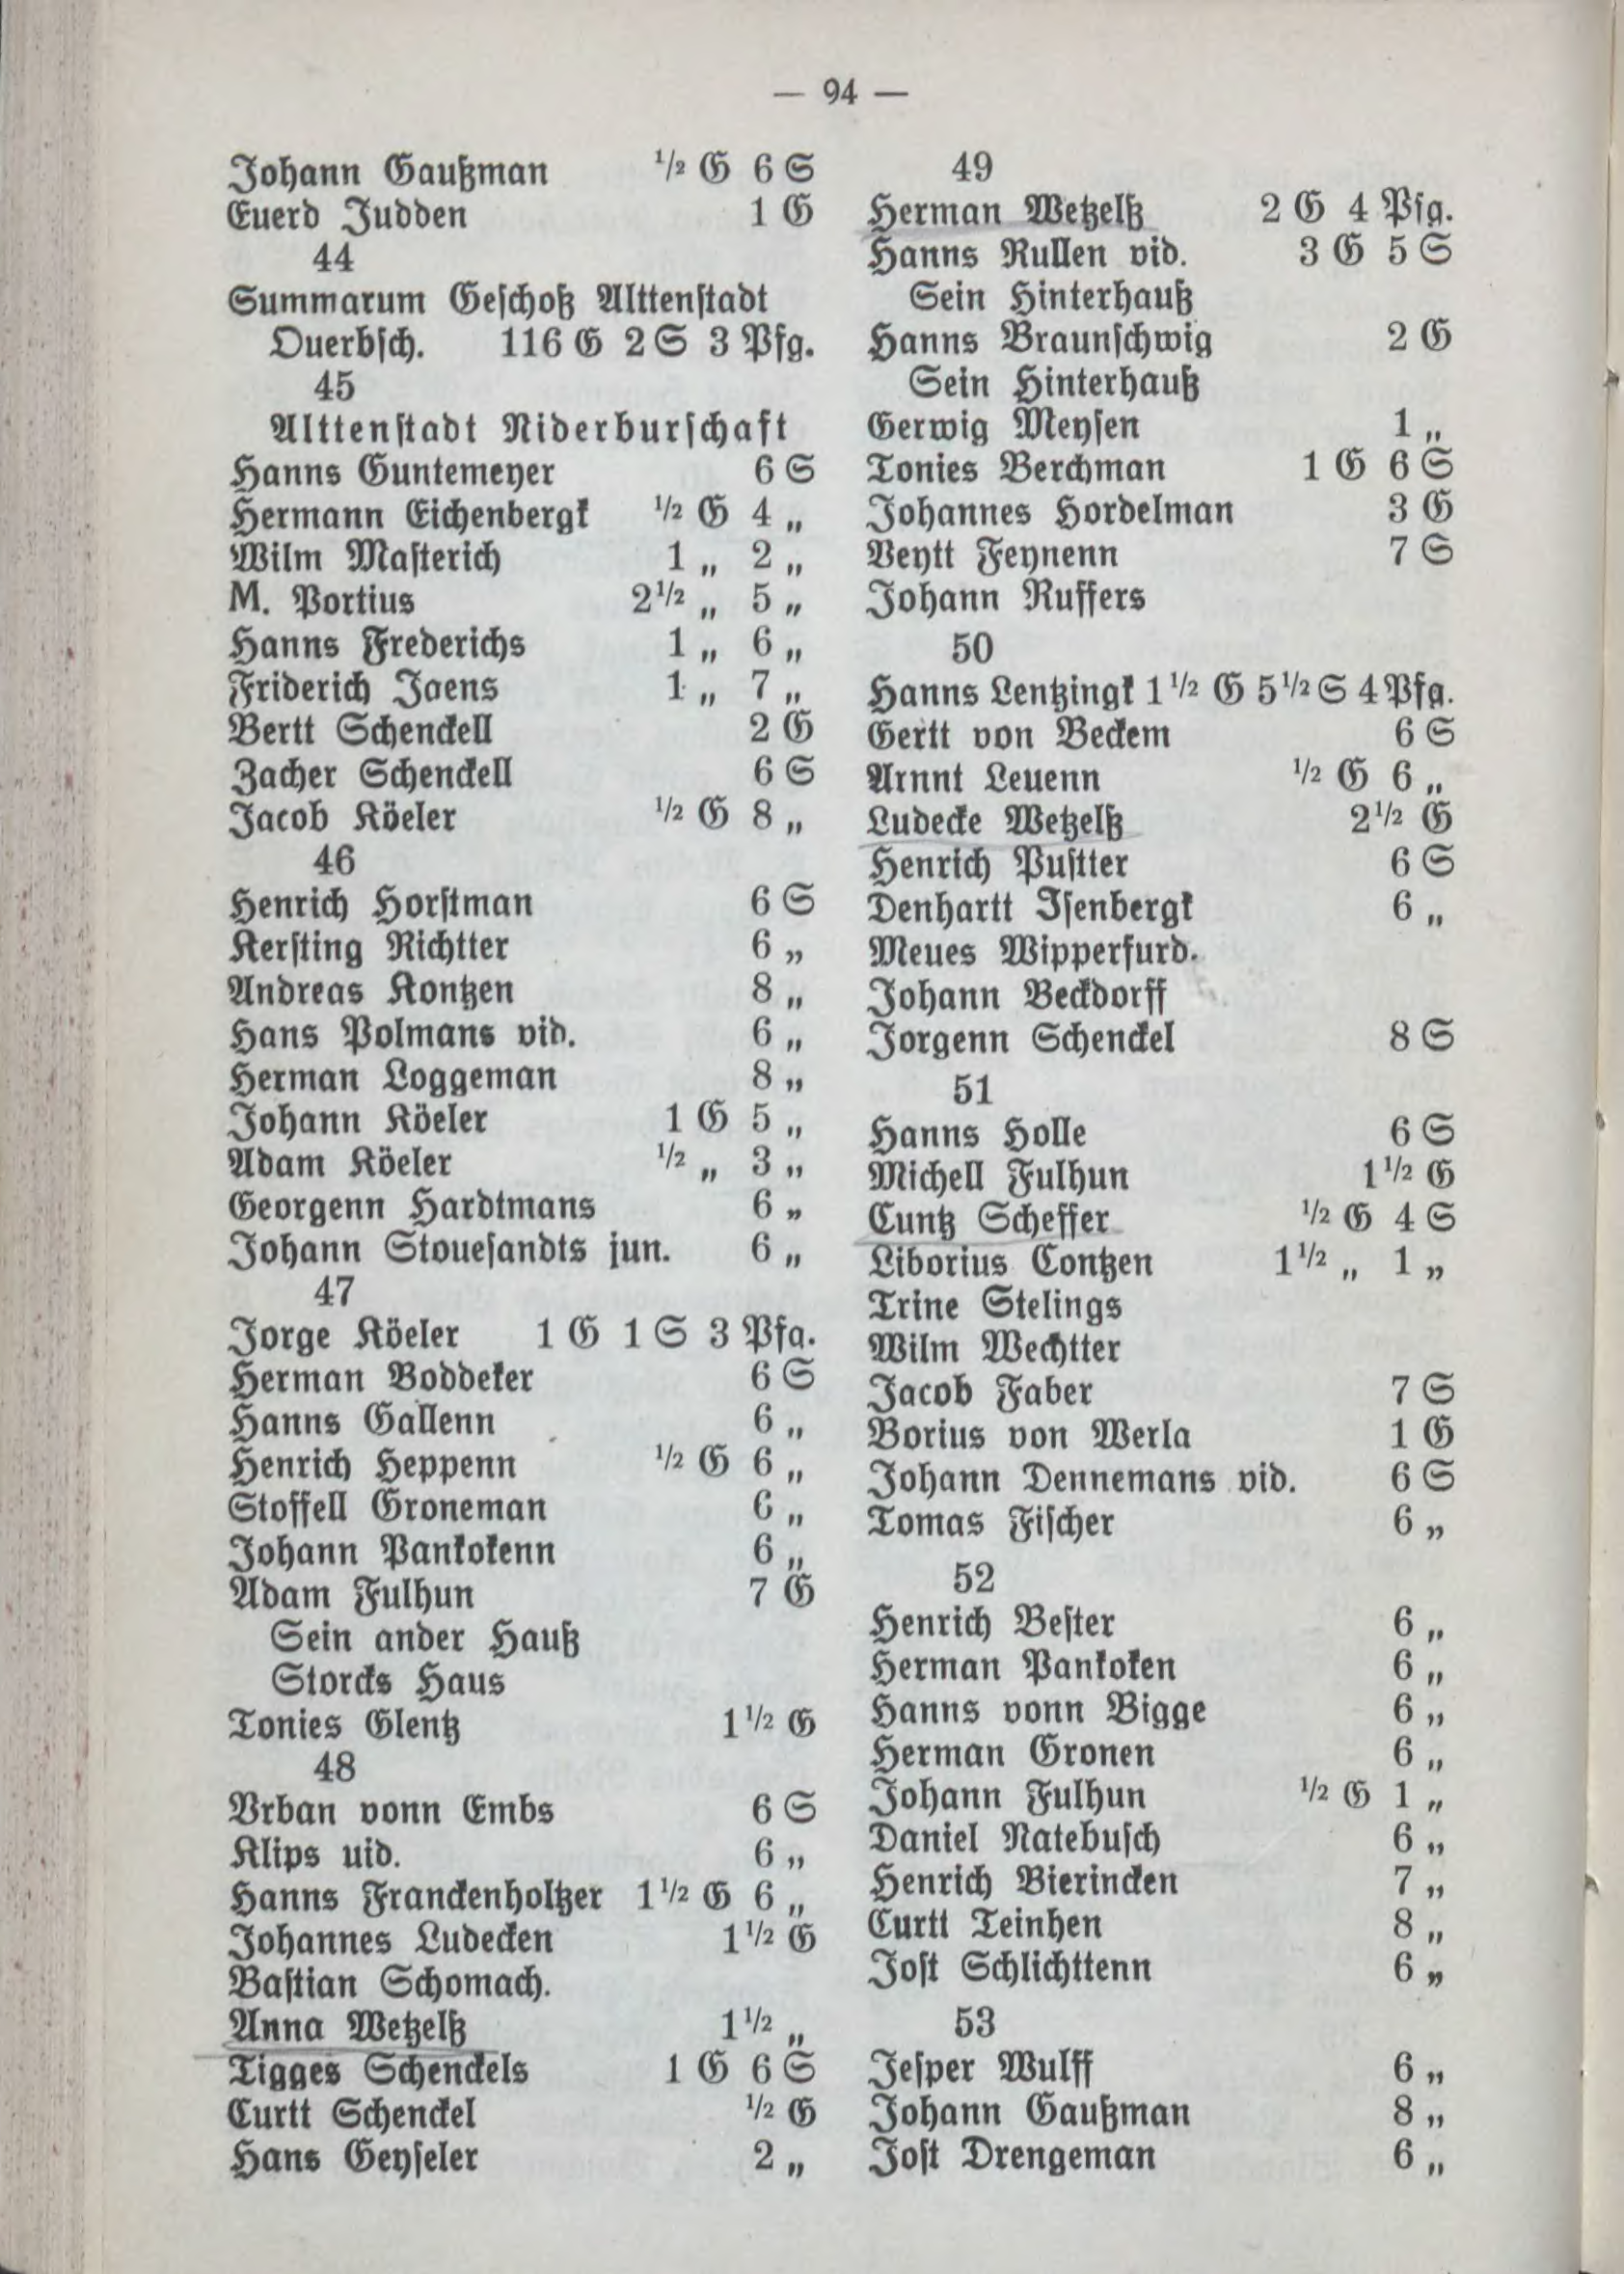 — 94 —
Johann Gaußman ½ G 6 S
Euerd Judden 1 G
44
Summarum Geschoß Alttenstadt
Ouerbsch. 116 G 2 S 3 Pfg.
45
Alttenstadt Niderburschaft
Hanns Guntemeyer 6 S
Hermann Eichenbergk ½ G 4 „
Wilm Masterich 1 „ 2 „
M. Portius 2½ „ 5 „
Hanns Frederichs 1 „ 6 „
Friderich Jaens 1 „ 7 „
Bertt Schenckell 2 G
Zacher Schenckell 6 S
Jacob Köeler ½ G 8 „
46
Henrich Horstman 6 S
Kersting Richtter 6 „
Andreas Kontzen 8 „
Hans Polmans vid. 6 „
Herman Loggeman 8 „
Johann Köeler 1 G 5 „
Adam Köeler ½ „ 3 „
Georgenn Hardtmans 6 „
Johann Stouesandts jun. 6 „
47
Jorge Köeler 1 G 1 S 3 Pfg.
Herman Boddeker 6 S
Hanns Gallenn 6 „
Henrich Heppenn ½ G 6 „
Stoffell Groneman 6 „
Johann Pankokenn 6 „
Adam Fulhun 7 G
Sein ander Hauß
Storcks Haus
Tonies Glentz 1½ G
48
Vrban vonn Embs 6 S
Klips uid. 6 „
Hanns Franckenholtzer 1½ G 6 „
Johannes Ludecken 1½ G
Bastian Schomach.
Anna Wetzelß 1½ „
Tigges Schenckels 1 G 6 S
Curtt Schenckel ½ G
Hans Geyseler 2 „
49
Herman Wetzelß 2 G 4 Pfg.
Hanns Rullen vid. 3 G 5 S
Sein Hinterhauß
Hanns Braunschwig 2 G
Sein Hinterhauß
Gerwig Meysen 1 „
Tonies Berchman 1 G 6 S
Johannes Hordelman 3 G
Veytt Feynenn 7 S
Johann Ruffers
50
Hanns Lentzingk 1½ G 5½ S 4 Pfg.
Gertt von Beckem 6 S
Arnnt Leuenn ½ G 6 „
Ludecke Wetzelß 2½ G
Henrich Pustter 6 S
Denhartt Isenbergk 6 „
Meues Wipperfurd.
Johann Beckdorff
Jorgenn Schenckel 8 S
51
Hanns Holle 6 S
Michell Fulhun 1½ G
Cuntz Scheffer ½ G 4 S
Liborius Contzen 1½ „ 1 „
Trine Stelings
Wilm Wechtter
Jacob Faber 7 S
Borius von Werla 1 G
Johann Dennemans vid. 6 S
Tomas Fischer 6 „
52
Henrich Bester 6 „
Herman Pankoken 6 „
Hanns vonn Bigge 6 „
Herman Gronen 6 „
Johann Fulhun ½ G 1 „
Daniel Natebusch 6 „
Henrich Bierincken 7 „
Curtt Teinhen 8 „
Jost Schlichttenn 6 „
53
Jesper Wulff 6 „
Johann Gaußman 8 „
Jost Drengeman 6 „